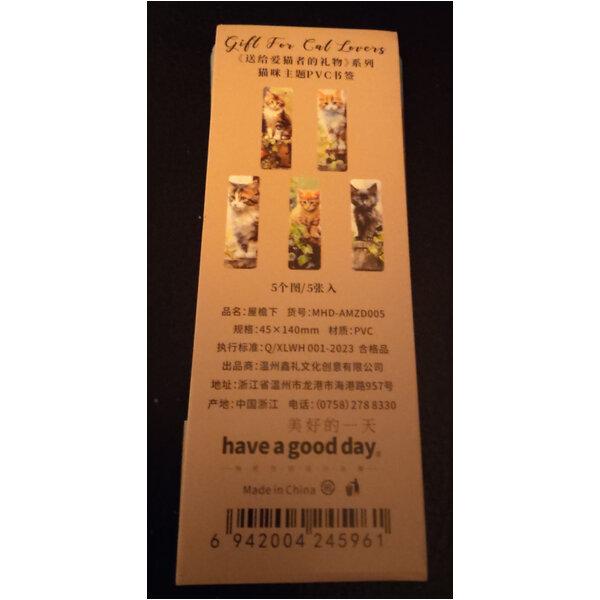 Gift For Cat Lovers
《送给爱猫者的礼物》系列
猫咪主题PVC书签
5个图/5张入
品名：屋檐下 货号：MHD-AMZD005
规格：45×140mm 材质：PVC
执行标准：Q/XLWH 001-2023 合格品
出品商：温州鑫礼文化创意有限公司
地址：浙江省温州市龙港市海港路957号
产地：中国浙江 电话：(0758) 278 8330
美好的一天
have a good day®
Made in China
6 942004 245961